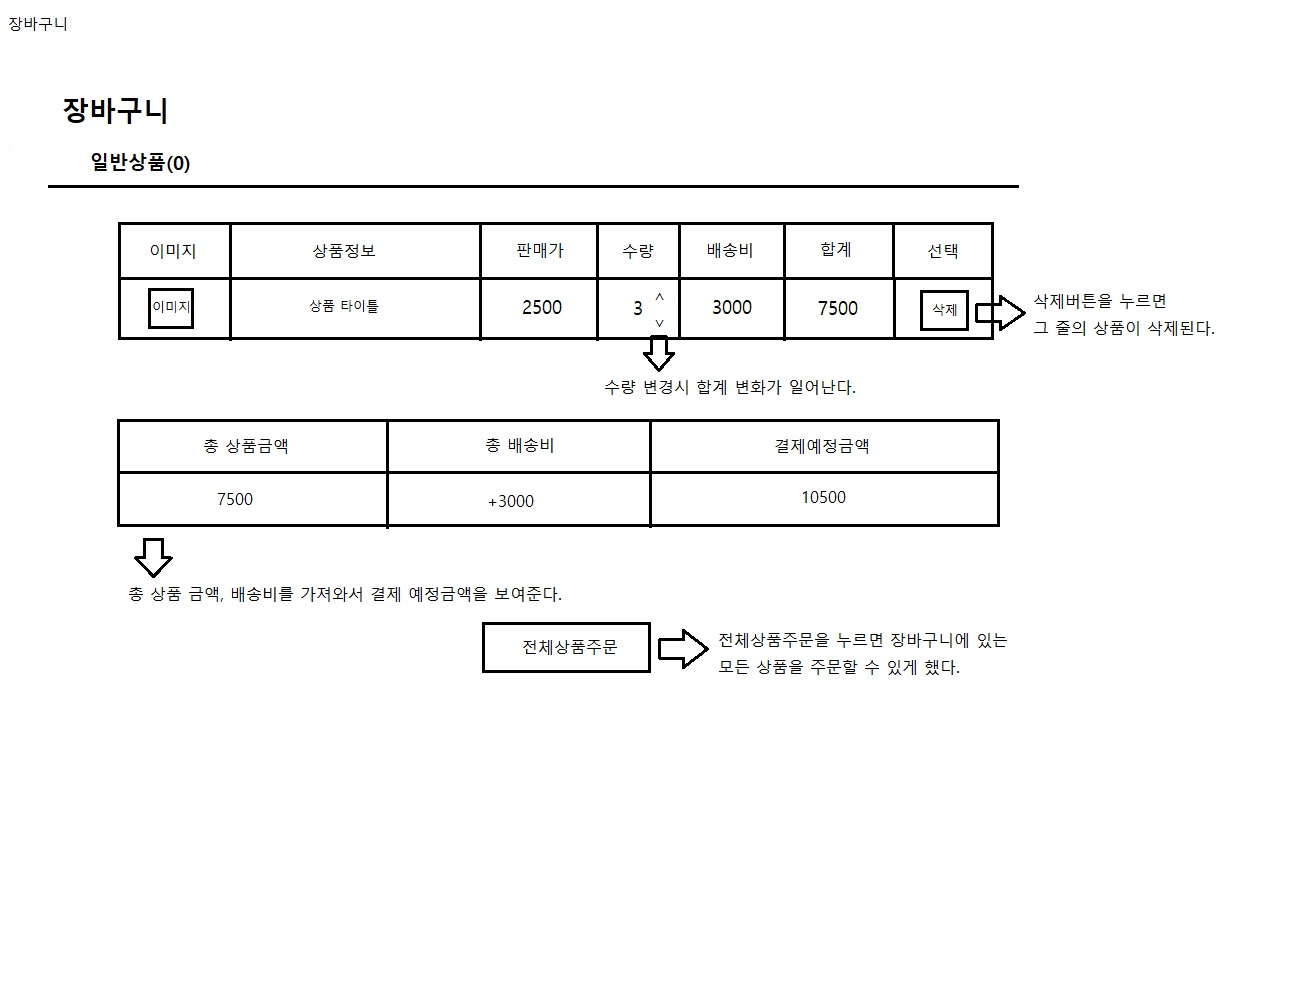 장바구니
장바구니
일반상품(0)
이미지 상품정보 판매가 수량 배송비 합계 선택
이미지 상품 타이틀 2500 3 ^ v 3000 7500 삭제
삭제버튼을 누르면
그 줄의 상품이 삭제된다.
수량 변경시 합계 변화가 일어난다.
총 상품금액 총 배송비 결제예정금액
7500 +3000 10500
총 상품 금액, 배송비를 가져와서 결제 예정금액을 보여준다.
전체상품주문
전체상품주문을 누르면 장바구니에 있는
모든 상품을 주문할 수 있게 했다.